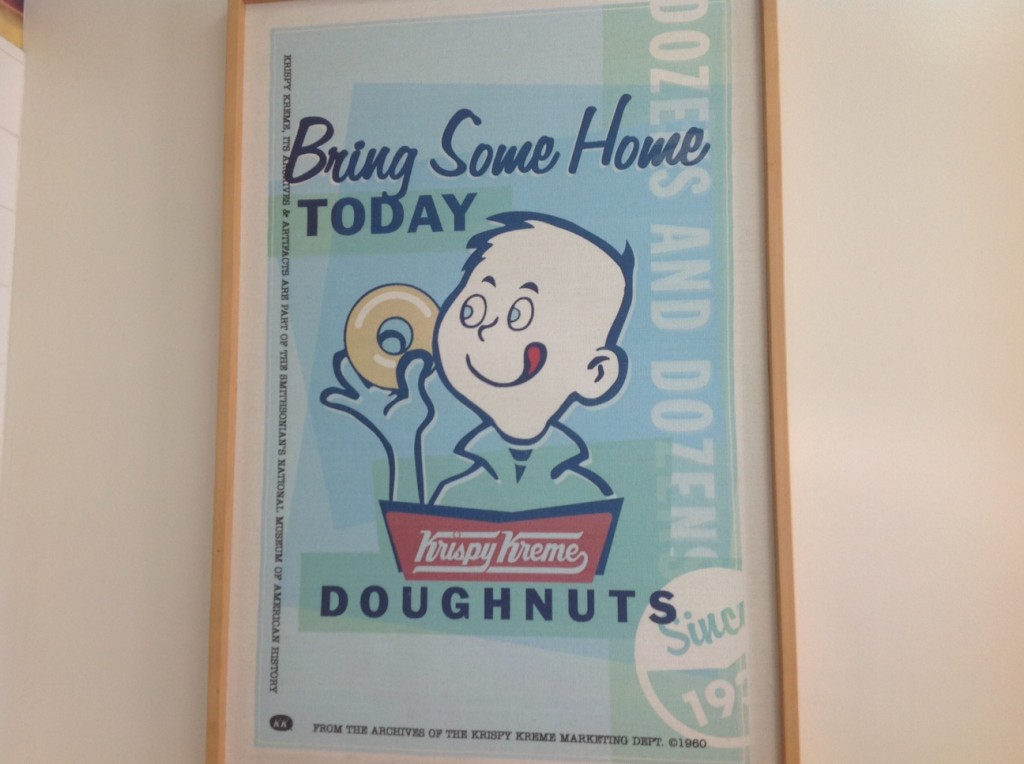 KRISPY KREME, ITS ARCHIVES & ARTIFACTS ARE PART OF THE SMITHSONIAN'S NATIONAL MUSEUM OF AMERICAN HISTORY
Bring Some Home
TODAY
DOZENS AND DOZENS
Krispy Kreme
DOUGHNUTS
Since
KK
FROM THE ARCHIVES OF THE KRISPY KREME MARKETING DEPT. ©1960